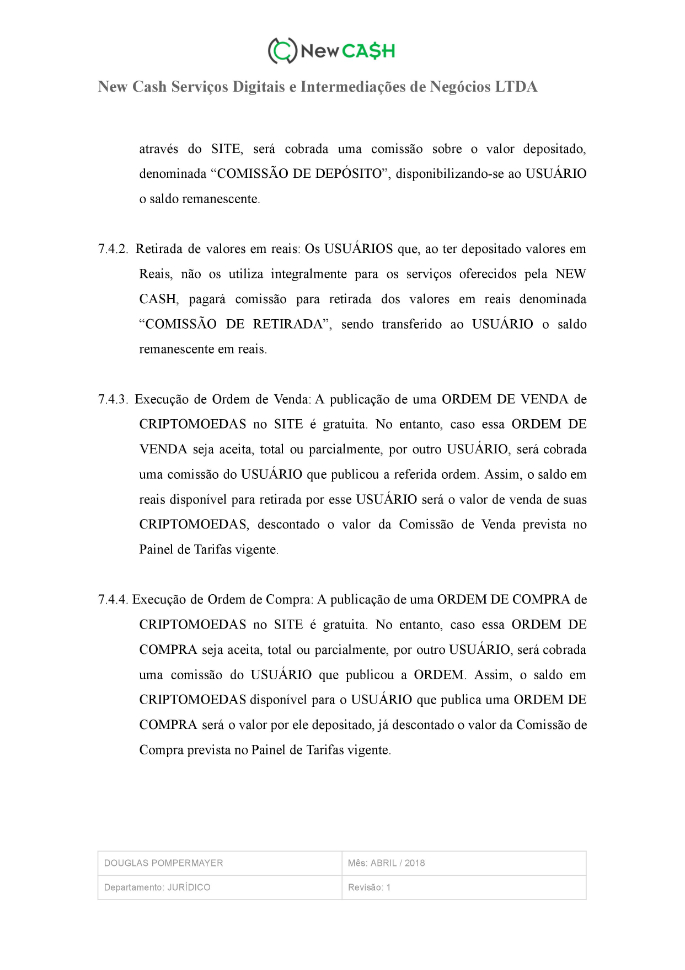 New CA$H
New Cash Serviços Digitais e Intermediações de Negócios LTDA
através do SITE, será cobrada uma comissão sobre o valor depositado,
denominada “COMISSÃO DE DEPÓSITO”, disponibilizando-se ao USUÁRIO
o saldo remanescente.
7.4.2. Retirada de valores em reais: Os USUÁRIOS que, ao ter depositado valores em
Reais, não os utiliza integralmente para os serviços oferecidos pela NEW
CASH, pagará comissão para retirada dos valores em reais denominada
“COMISSÃO DE RETIRADA”, sendo transferido ao USUÁRIO o saldo
remanescente em reais.
7.4.3. Execução de Ordem de Venda: A publicação de uma ORDEM DE VENDA de
CRIPTOMOEDAS no SITE é gratuita. No entanto, caso essa ORDEM DE
VENDA seja aceita, total ou parcialmente, por outro USUÁRIO, será cobrada
uma comissão do USUÁRIO que publicou a referida ordem. Assim, o saldo em
reais disponível para retirada por esse USUÁRIO será o valor de venda de suas
CRIPTOMOEDAS, descontado o valor da Comissão de Venda prevista no
Painel de Tarifas vigente.
7.4.4. Execução de Ordem de Compra: A publicação de uma ORDEM DE COMPRA de
CRIPTOMOEDAS no SITE é gratuita. No entanto, caso essa ORDEM DE
COMPRA seja aceita, total ou parcialmente, por outro USUÁRIO, será cobrada
uma comissão do USUÁRIO que publicou a ORDEM. Assim, o saldo em
CRIPTOMOEDAS disponível para o USUÁRIO que publica uma ORDEM DE
COMPRA será o valor por ele depositado, já descontado o valor da Comissão de
Compra prevista no Painel de Tarifas vigente.
DOUGLAS POMPERMAYER
Mês: ABRIL / 2018
Departamento: JURÍDICO
Revisão: 1